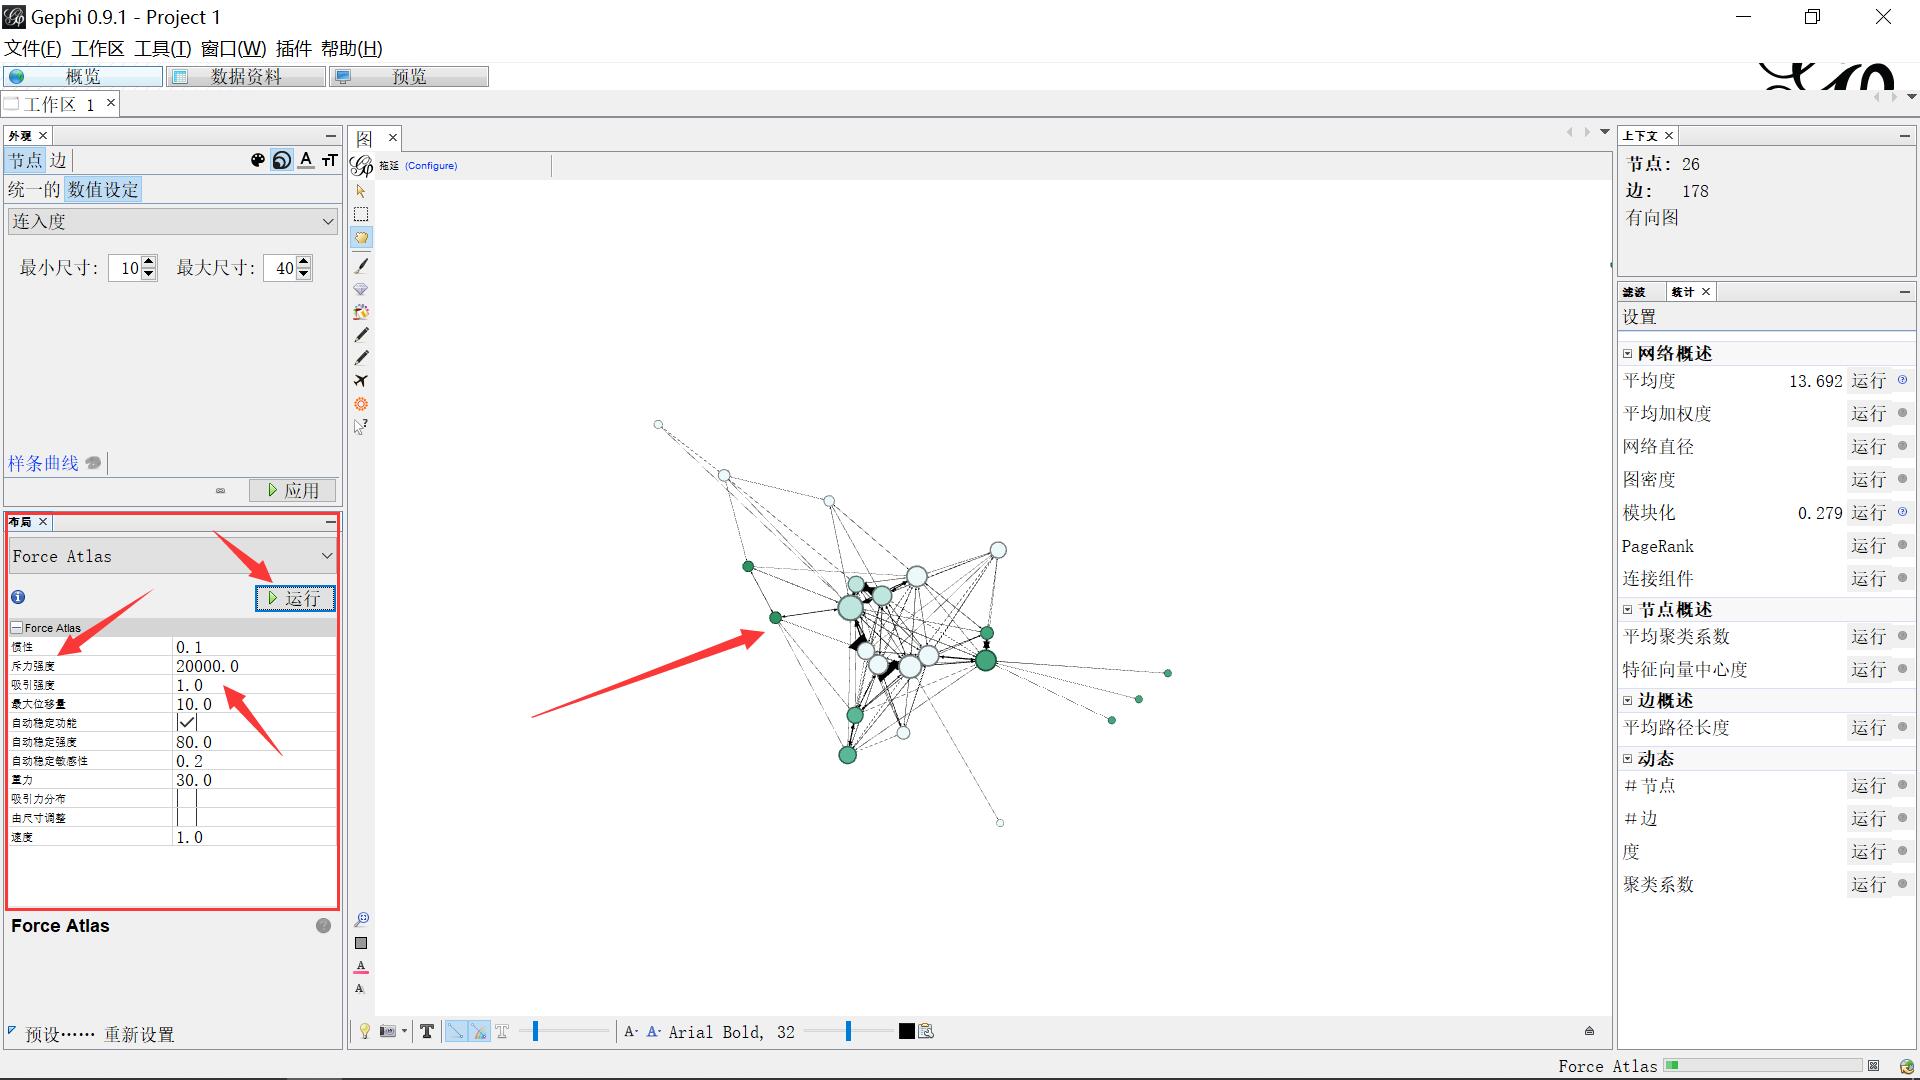 Gephi 0.9.1 - Project 1
文件(F) 工作区 工具(T) 窗口(W) 插件 帮助(H)
概览 数据资料 预览
工作区 1
外观
节点 边
统一的 数值设定
连入度
最小尺寸: 10 最大尺寸: 40
样条曲线
应用
布局
Force Atlas
运行
Force Atlas
惯性 0.1
斥力强度 20000.0
吸引强度 1.0
最大位移量 10.0
自动稳定功能
自动稳定强度 80.0
自动稳定敏感性 0.2
重力 30.0
吸引力分布
由尺寸调整
速度 1.0
Force Atlas
预设…… 重新设置
图
拖延 (Configure)
Arial Bold, 32
上下文
节点: 26
边: 178
有向图
滤波 统计
设置
网络概述
平均度 13.692 运行
平均加权度 运行
网络直径 运行
图密度 运行
模块化 0.279 运行
PageRank 运行
连接组件 运行
节点概述
平均聚类系数 运行
特征向量中心度 运行
边概述
平均路径长度 运行
动态
#节点 运行
#边 运行
度 运行
聚类系数 运行
Force Atlas